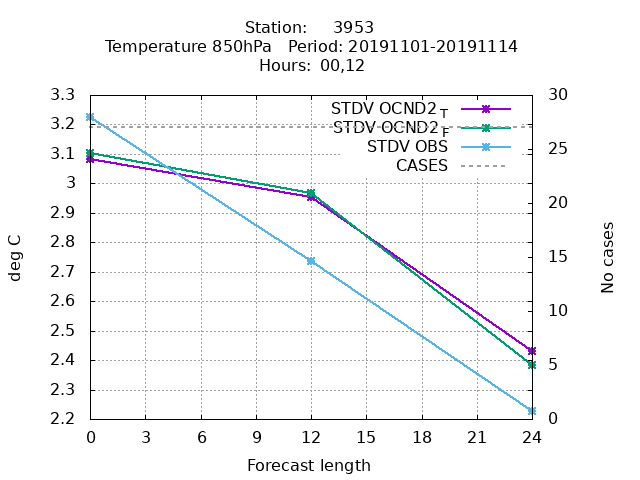 Station: 3953
Temperature 850hPa Period: 20191101-20191114
Hours: 00,12
3.3
3.2
3.1
3
2.9
2.8
2.7
2.6
2.5
2.4
2.3
2.2
deg C
STDV OCND2_T
STDV OCND2_F
STDV OBS
CASES
30
25
20
15
10
5
0
No cases
0 3 6 9 12 15 18 21 24
Forecast length